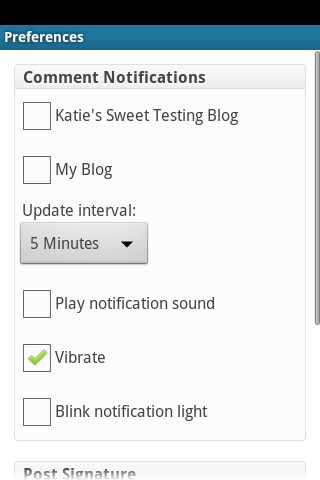 Preferences
Comment Notifications
Katie's Sweet Testing Blog
My Blog
Update interval:
5 Minutes
Play notification sound
Vibrate
Blink notification light
Post Signature